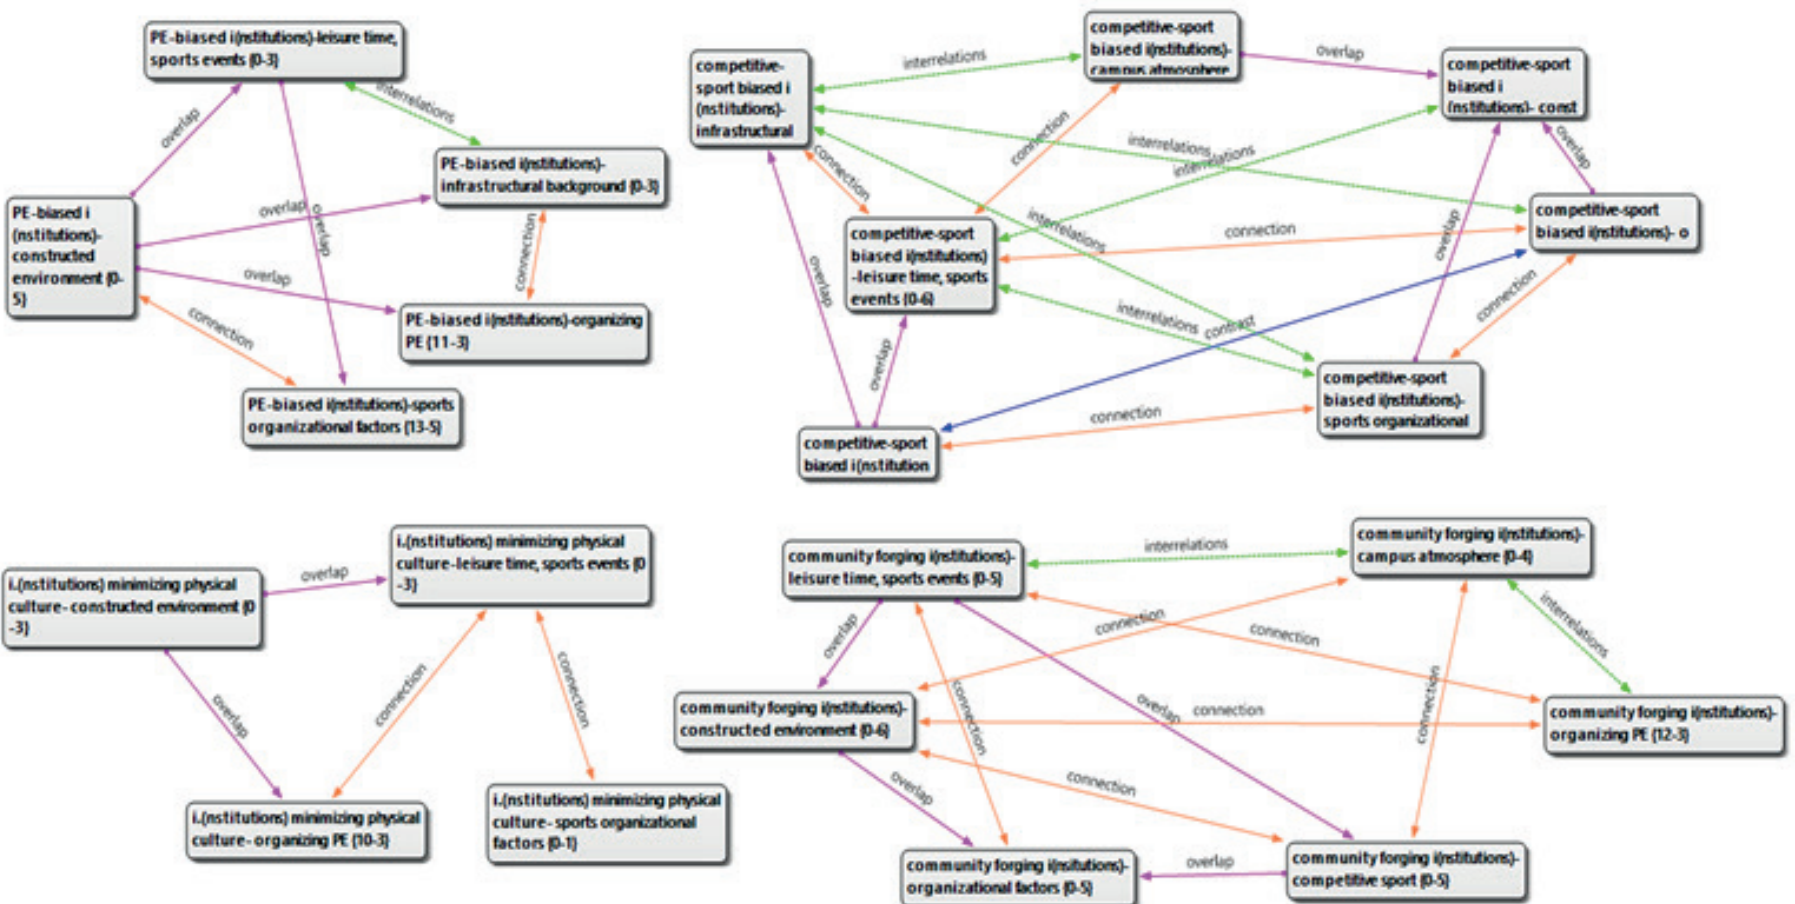 PE-biased i(nstitutions)-leisure time,
sports events {0-3}
overlap
interrelations
PE-biased i(nstitutions)-
infrastructural background {0-3}
PE-biased i
(nstitutions)-
constructed
environment {0-
5}
overlap
overlap
overlap
connection
connection
PE-biased i(nstitutions)-organizing
PE {11-3}
PE-biased i(nstitutions)-sports
organizational factors {13-5}
competitive-
sport biased i
(nstitutions)-
infrastructural
interrelations
competitive-sport
biased i(nstitutions)-
campus atmosphere
overlap
competitive-sport
biased i
(nstitutions)- const
connection
connection
interrelations
interrelations
overlap
competitive-sport
biased i(nstitutions)- o
competitive-sport
biased i(nstitutions)
-leisure time, sports
events {0-6}
interrelations
connection
overlap
overlap
interrelations
contrast
connection
overlap
connection
competitive-sport
biased i(nstitutions)-
sports organizational
competitive-sport
biased i(nstitution
i.(nstitutions) minimizing physical
culture- constructed environment {0
-3}
overlap
i.(nstitutions) minimizing physical
culture-leisure time, sports events {0
-3}
overlap
connection
connection
i.(nstitutions) minimizing physical
culture- organizing PE {10-3}
i.(nstitutions) minimizing physical
culture- sports organizational
factors {0-1}
community forging i(nstitutions)-
leisure time, sports events {0-5}
interrelations
community forging i(nstitutions)-
campus atmosphere {0-4}
overlap
connection
connection
interrelations
community forging i(nstitutions)-
constructed environment {0-6}
connection
overlap
connection
connection
community forging i(nstitutions)-
organizing PE {12-3}
overlap
connection
community forging i(nsitutions)-
organizational factors {0-5}
overlap
community forging i(nstitutions)-
competitive sport {0-5}